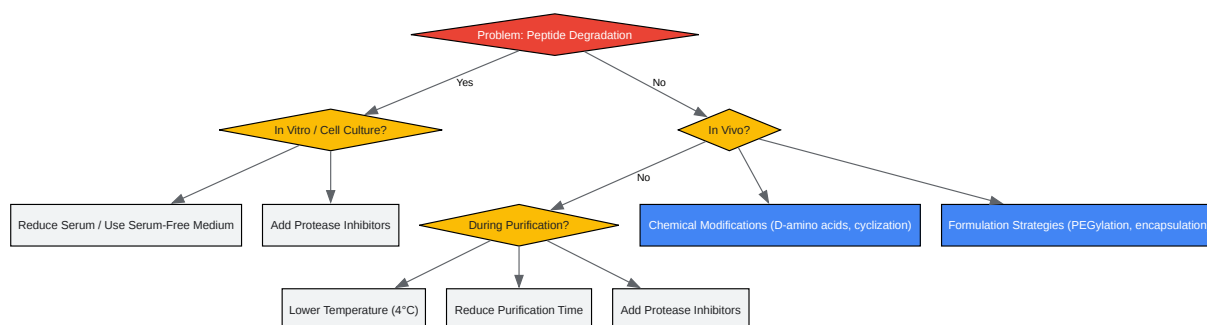 Problem: Peptide Degradation
Yes
No
In Vitro / Cell Culture?
In Vivo?
No
Reduce Serum / Use Serum-Free Medium
Add Protease Inhibitors
During Purification?
Chemical Modifications (D-amino acids, cyclization)
Formulation Strategies (PEGylation, encapsulation
Lower Temperature (4°C)
Reduce Purification Time
Add Protease Inhibitors